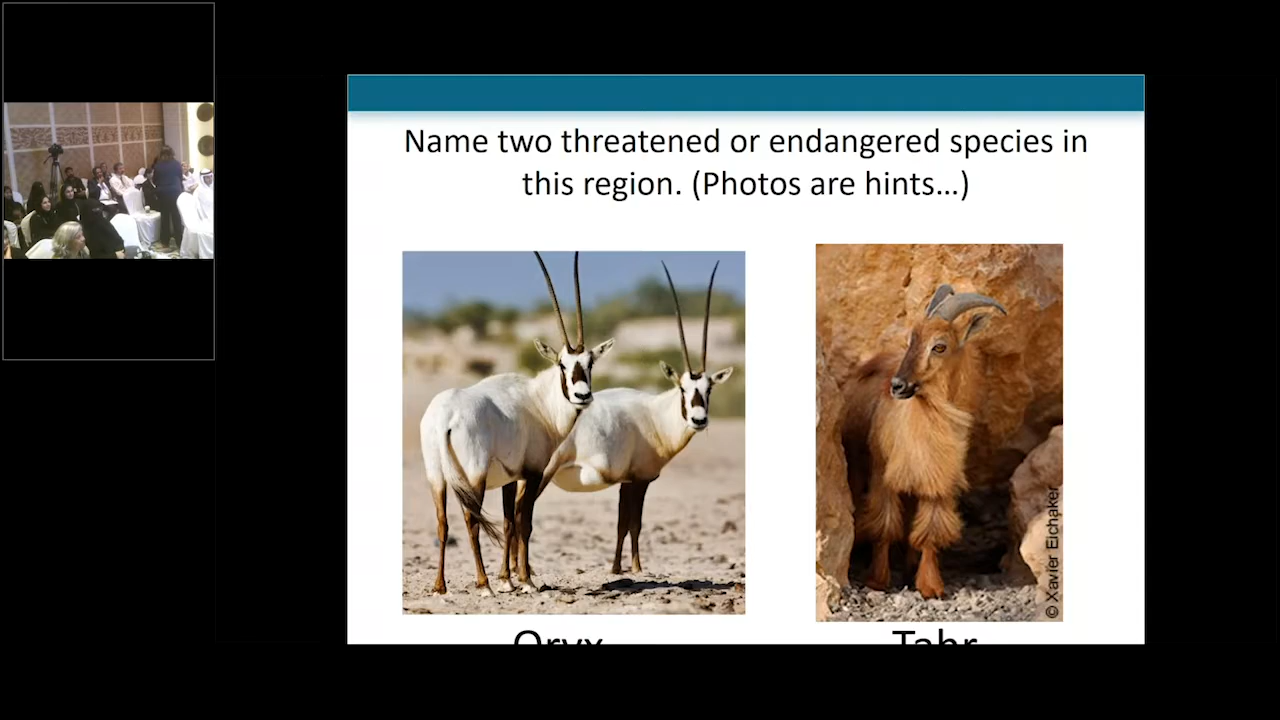 Name two threatened or endangered species in
this region. (Photos are hints...)
© Xavier Eichaker
Oryx
Tahr